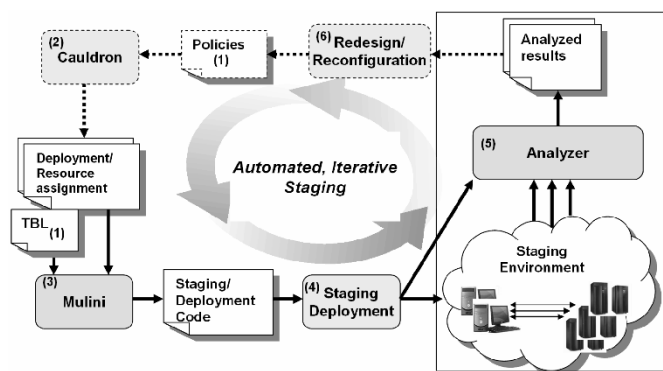 (2)
Cauldron
Policies
(1)
(6)
Redesign/
Reconfiguration
Analyzed
results
Deployment/
Resource
assignment
Automated, Iterative
Staging
(5)
Analyzer
TBL(1)
(3)
Mulini
Staging/
Deployment
Code
(4)
Staging
Deployment
Staging
Environment